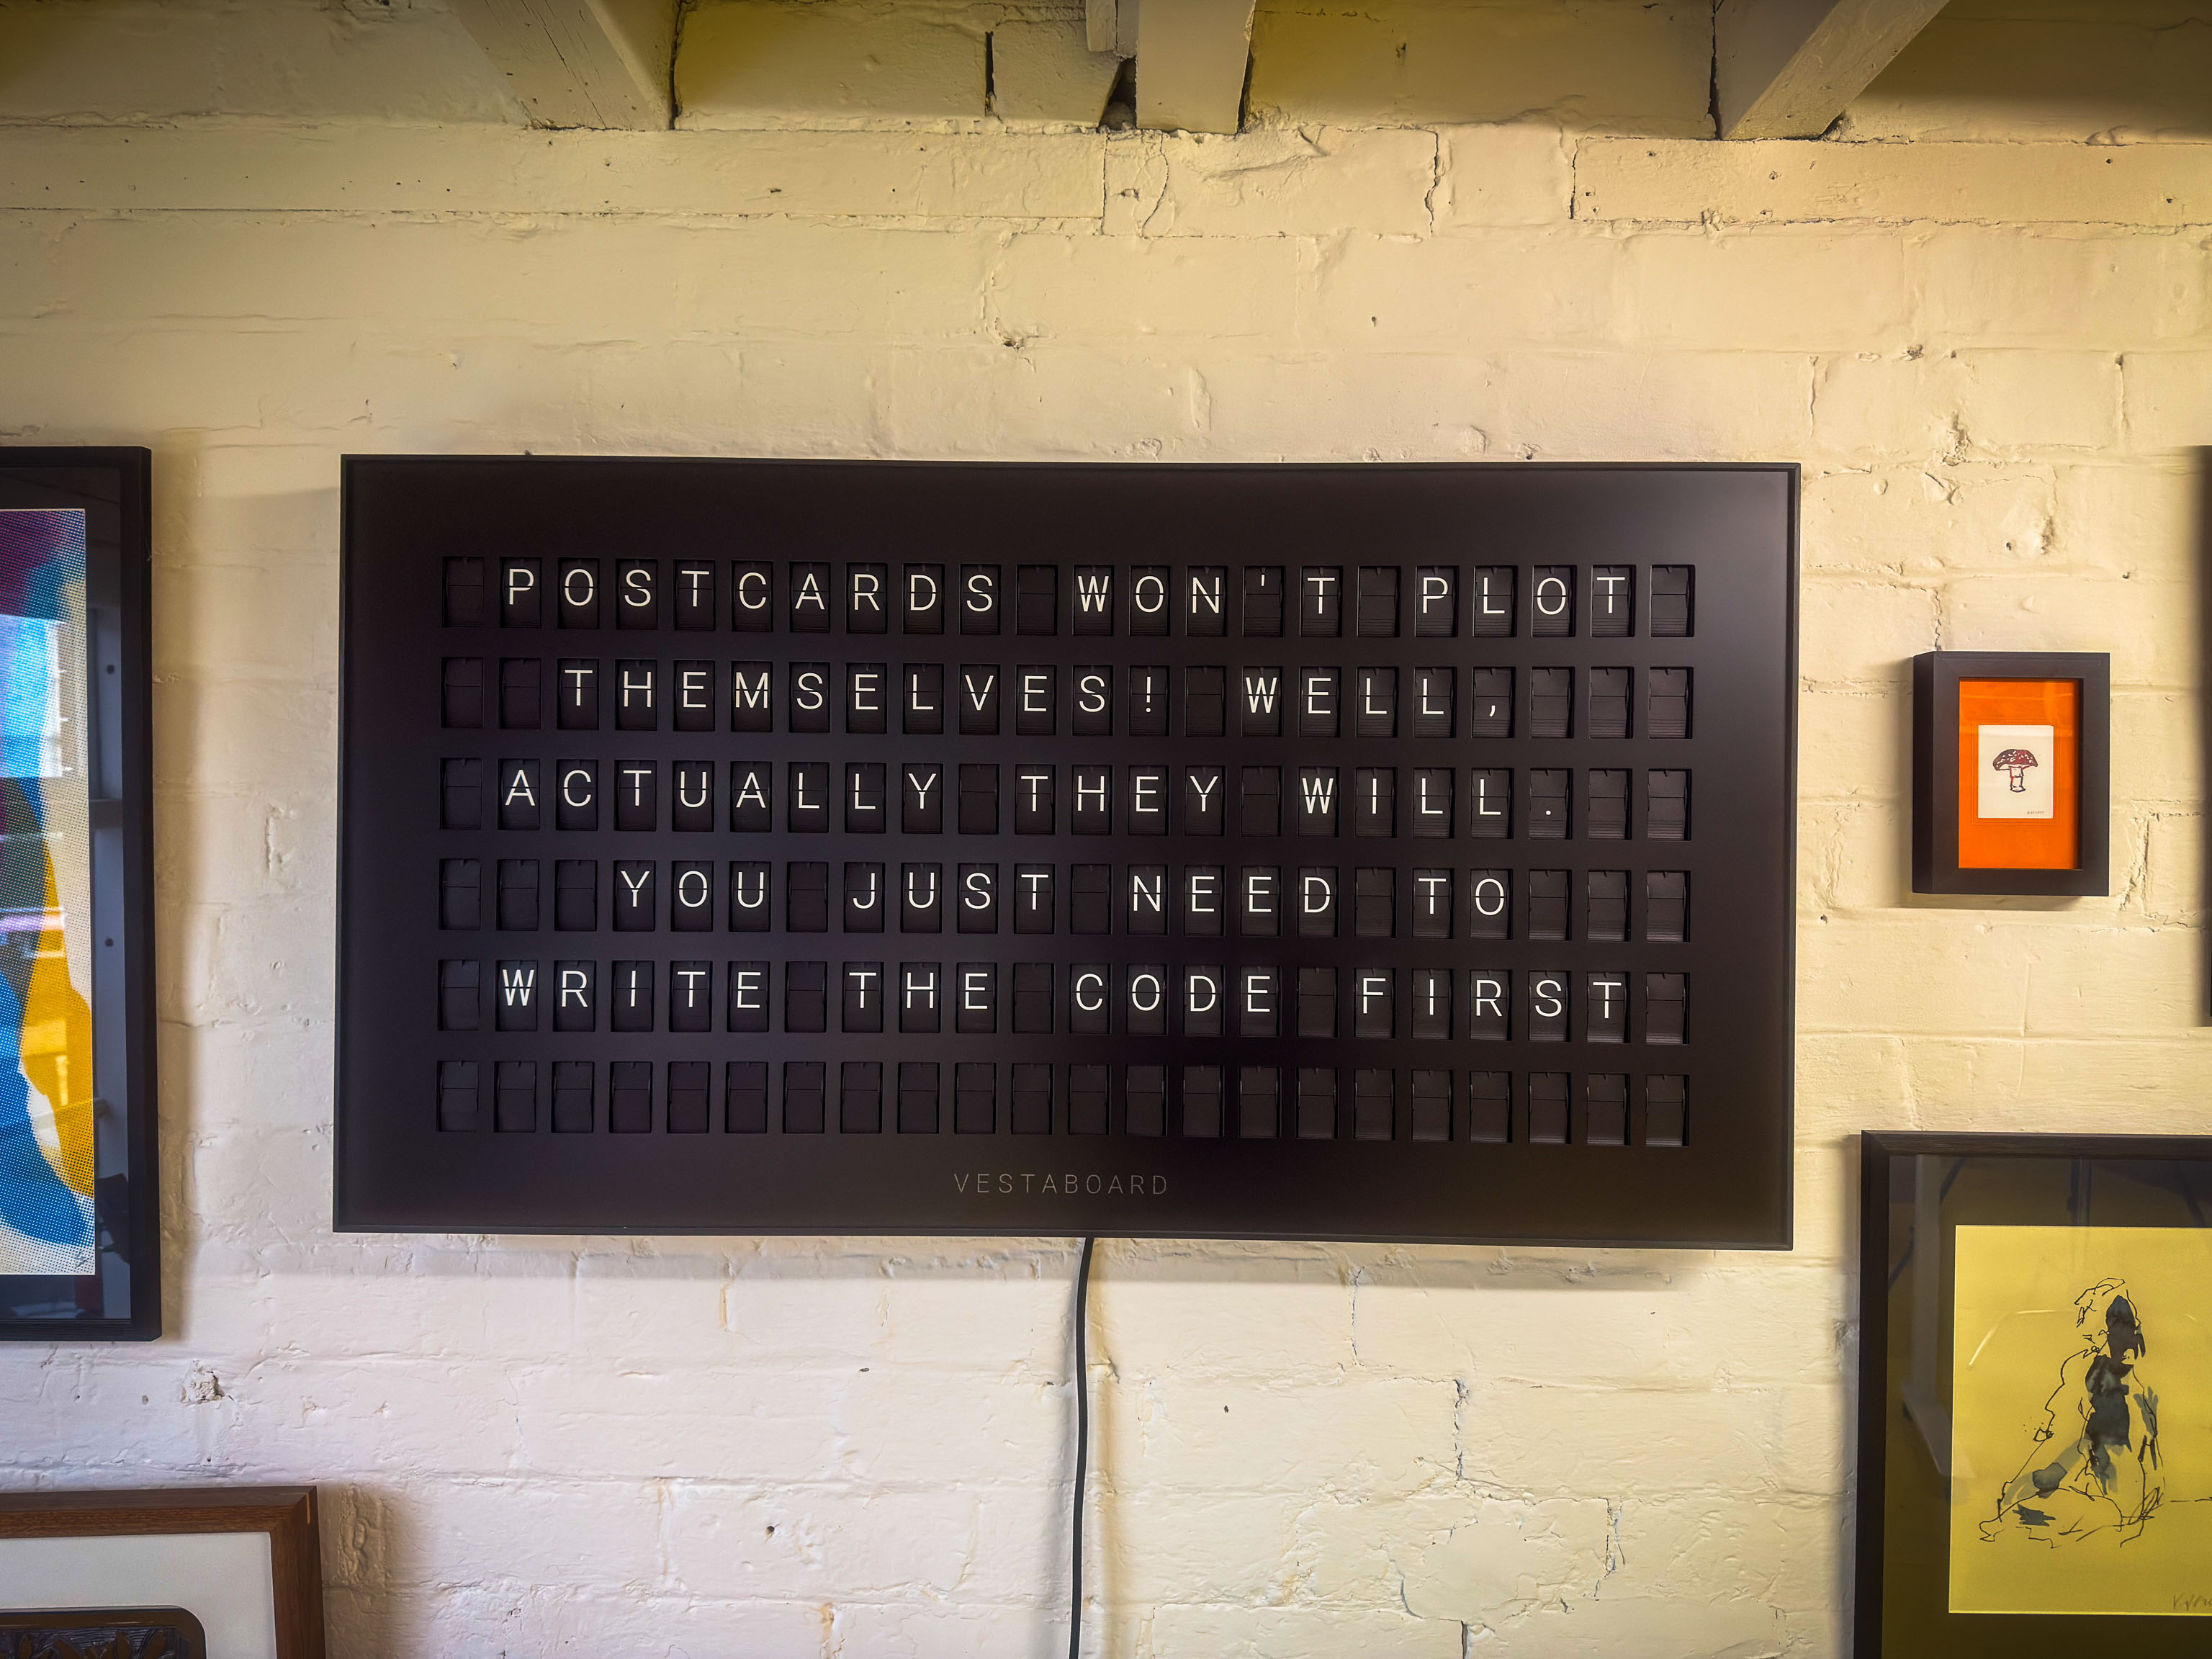 POSTCARDS WON'T PLOT
THEMSELVES! WELL,
ACTUALLY THEY WILL.
YOU JUST NEED TO
WRITE THE CODE FIRST
VESTABOARD